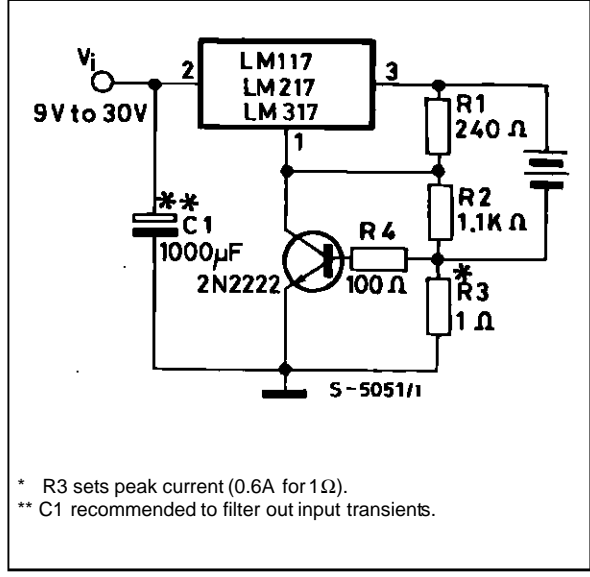 Vi
9V to 30V
2
LM117
LM217
LM317
3
1
R1
240 Ω
R2
1.1K Ω
**
C1
1000µF
2N2222
R4
100 Ω
*
R3
1 Ω
S-5051/1
* R3 sets peak current (0.6A for 1Ω).
** C1 recommended to filter out input transients.